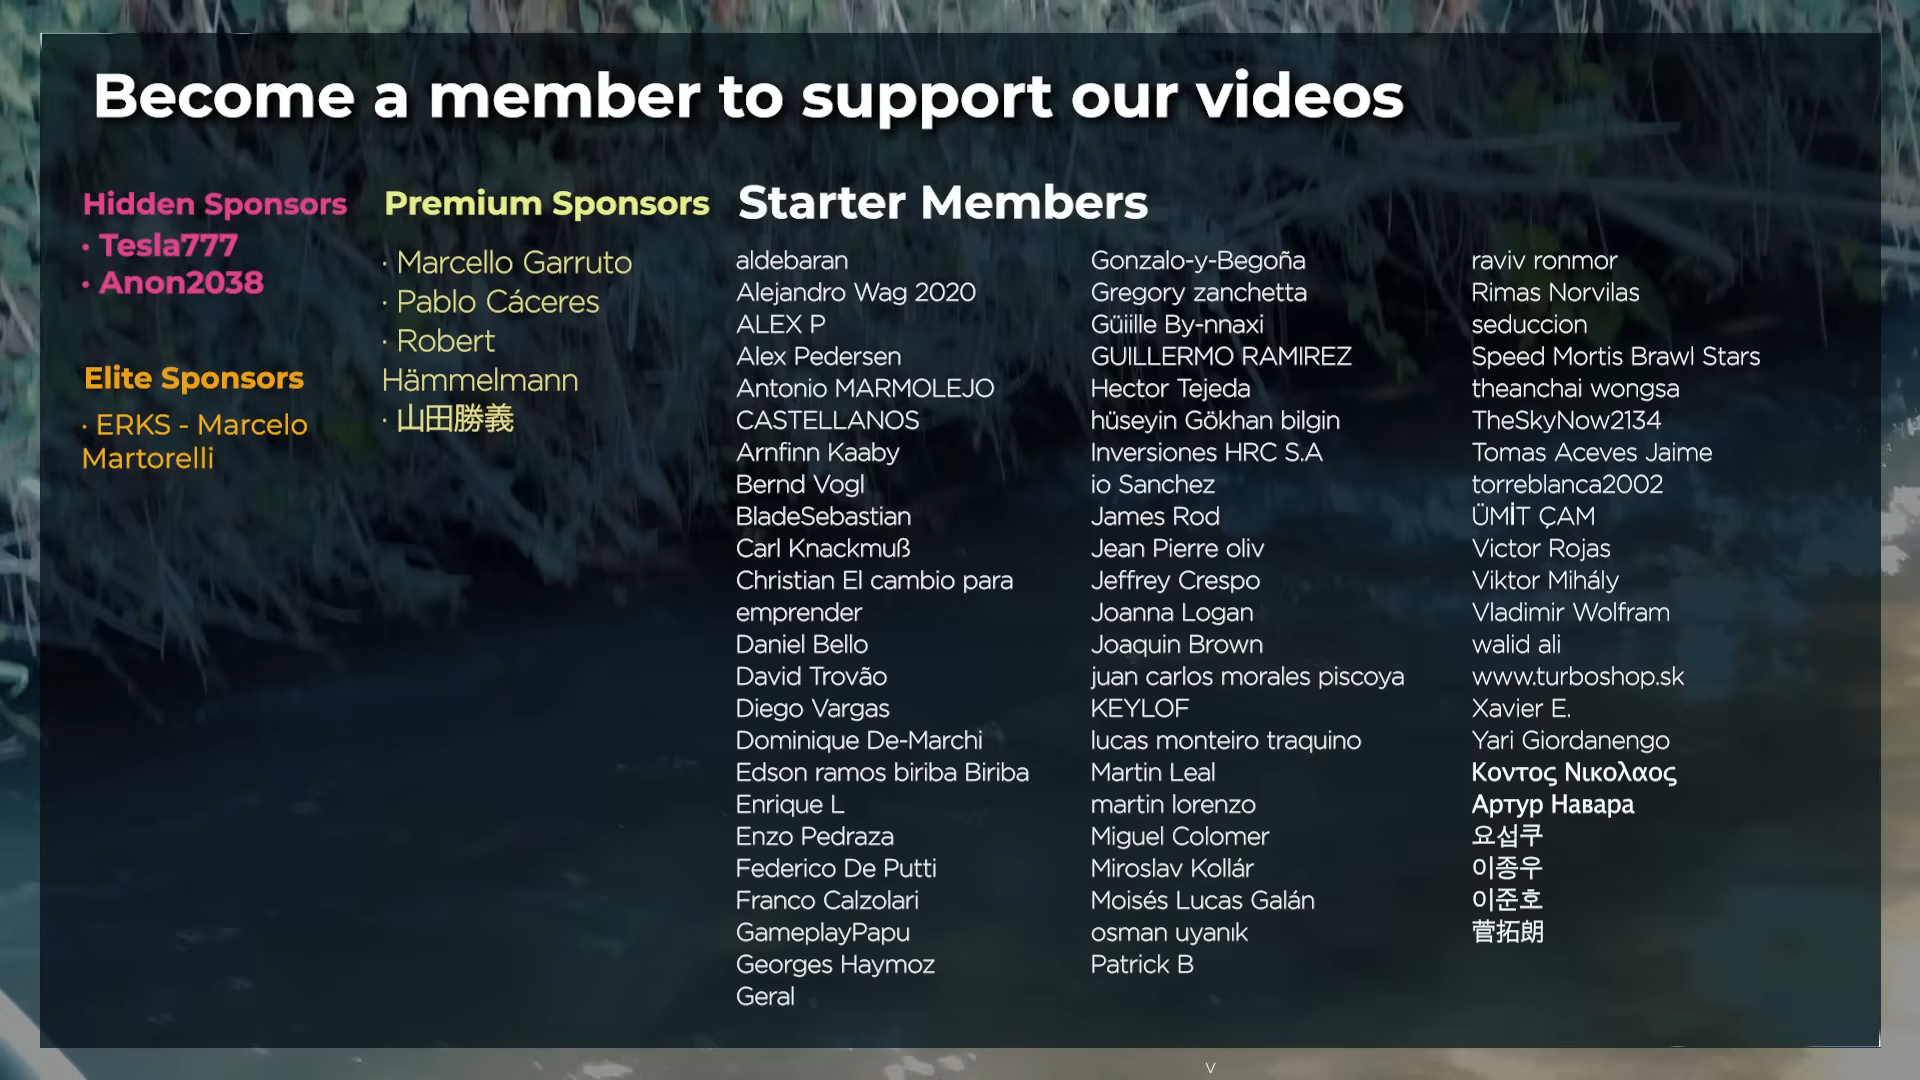 Become a member to support our videos
Hidden Sponsors
· Tesla777
· Anon2038
Elite Sponsors
· ERKS - Marcelo
Martorelli
Premium Sponsors
· Marcello Garruto
· Pablo Cáceres
· Robert
Hämmelmann
· 山田勝義
Starter Members
aldebaran
Alejandro Wag 2020
ALEX P
Alex Pedersen
Antonio MARMOLEJO
CASTELLANOS
Arnfinn Kaaby
Bernd Vogl
BladeSebastian
Carl Knackmuß
Christian El cambio para
emprender
Daniel Bello
David Trovão
Diego Vargas
Dominique De-Marchi
Edson ramos biriba Biriba
Enrique L
Enzo Pedraza
Federico De Putti
Franco Calzolari
GameplayPapu
Georges Haymoz
Geral
Gonzalo-y-Begoña
Gregory zanchetta
Güiille By-nnaxi
GUILLERMO RAMIREZ
Hector Tejeda
hüseyin Gökhan bilgin
Inversiones HRC S.A
io Sanchez
James Rod
Jean Pierre oliv
Jeffrey Crespo
Joanna Logan
Joaquin Brown
juan carlos morales piscoya
KEYLOF
lucas monteiro traquino
Martin Leal
martin lorenzo
Miguel Colomer
Miroslav Kollár
Moisés Lucas Galán
osman uyanık
Patrick B
raviv ronmor
Rimas Norvilas
seduccion
Speed Mortis Brawl Stars
theanchai wongsa
TheSkyNow2134
Tomas Aceves Jaime
torreblanca2002
ÜMİT ÇAM
Victor Rojas
Viktor Mihály
Vladimir Wolfram
walid ali
www.turboshop.sk
Xavier E.
Yari Giordanengo
Κοντος Νικολαος
Артур Навара
요섭쿠
이종우
이준호
菅拓朗
v